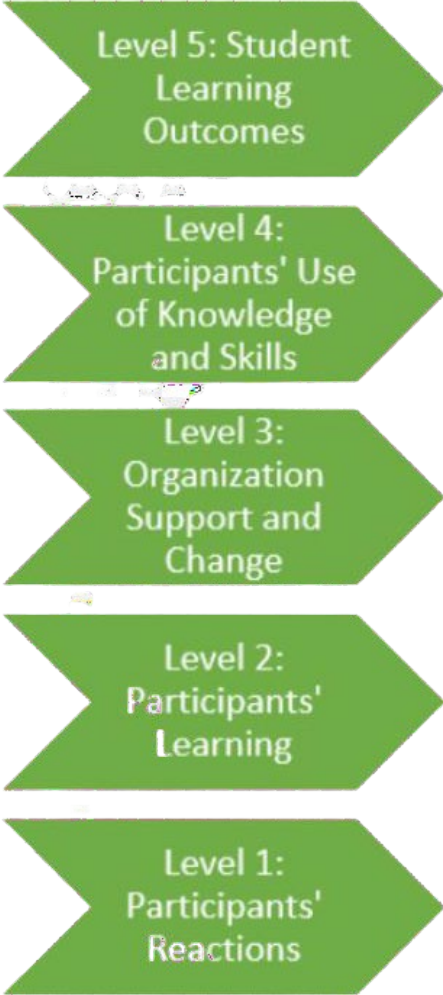 Level 5: Student
Learning
Outcomes
Level 4:
Participants' Use
of Knowledge
and Skills
Level 3:
Organization
Support and
Change
Level 2:
Participants'
Learning
Level 1:
Participants'
Reactions